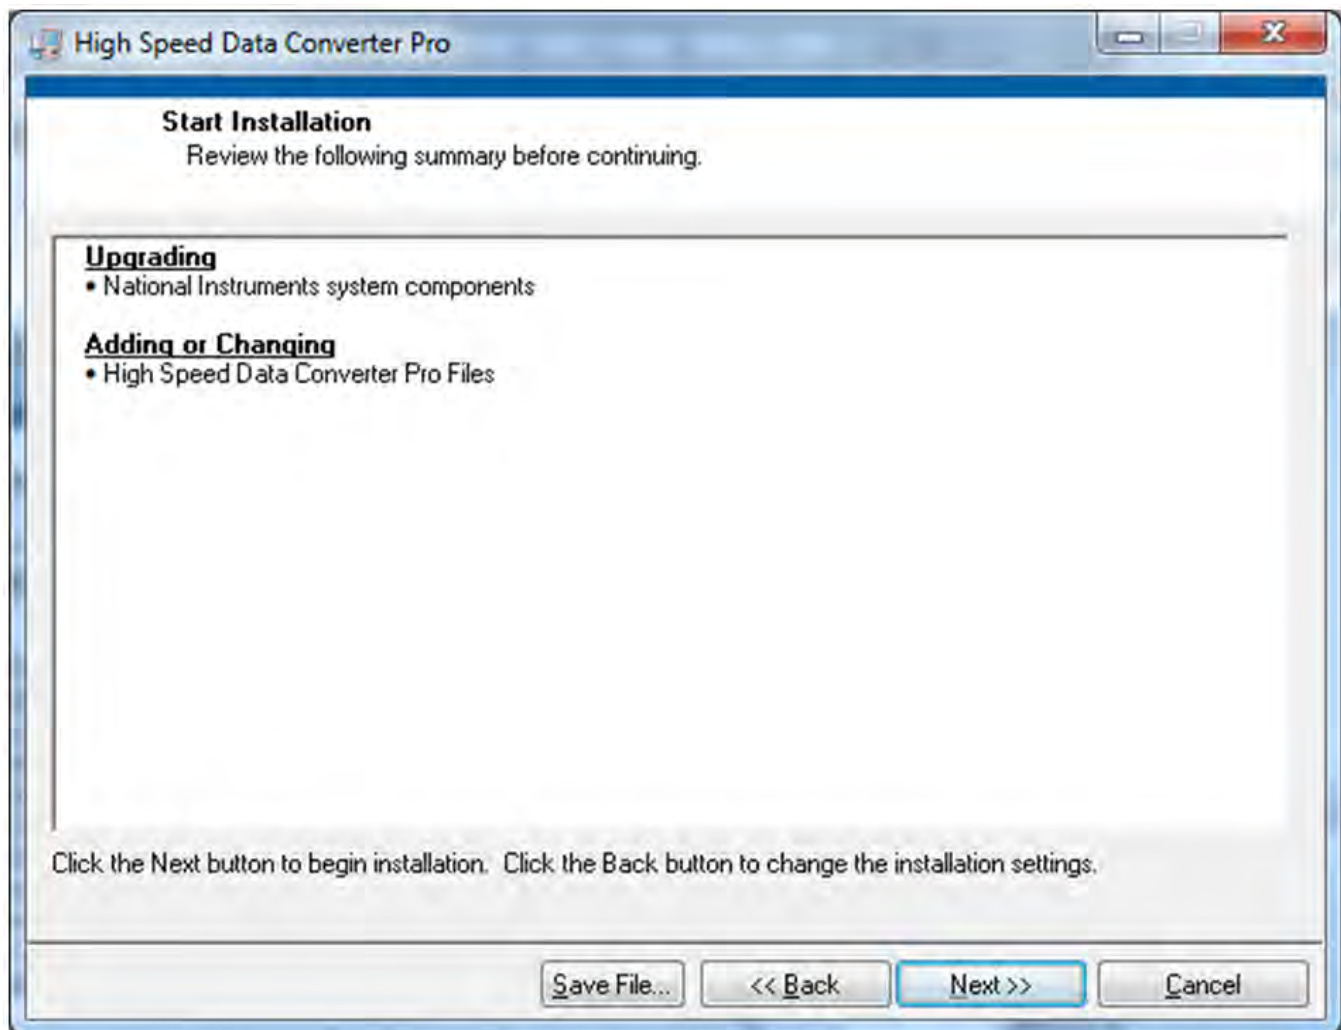 High Speed Data Converter Pro
Start Installation
Review the following summary before continuing.
Upgrading
• National Instruments system components
Adding or Changing
• High Speed Data Converter Pro Files
Click the Next button to begin installation.  Click the Back button to change the installation settings.
Save File... << Back Next >> Cancel